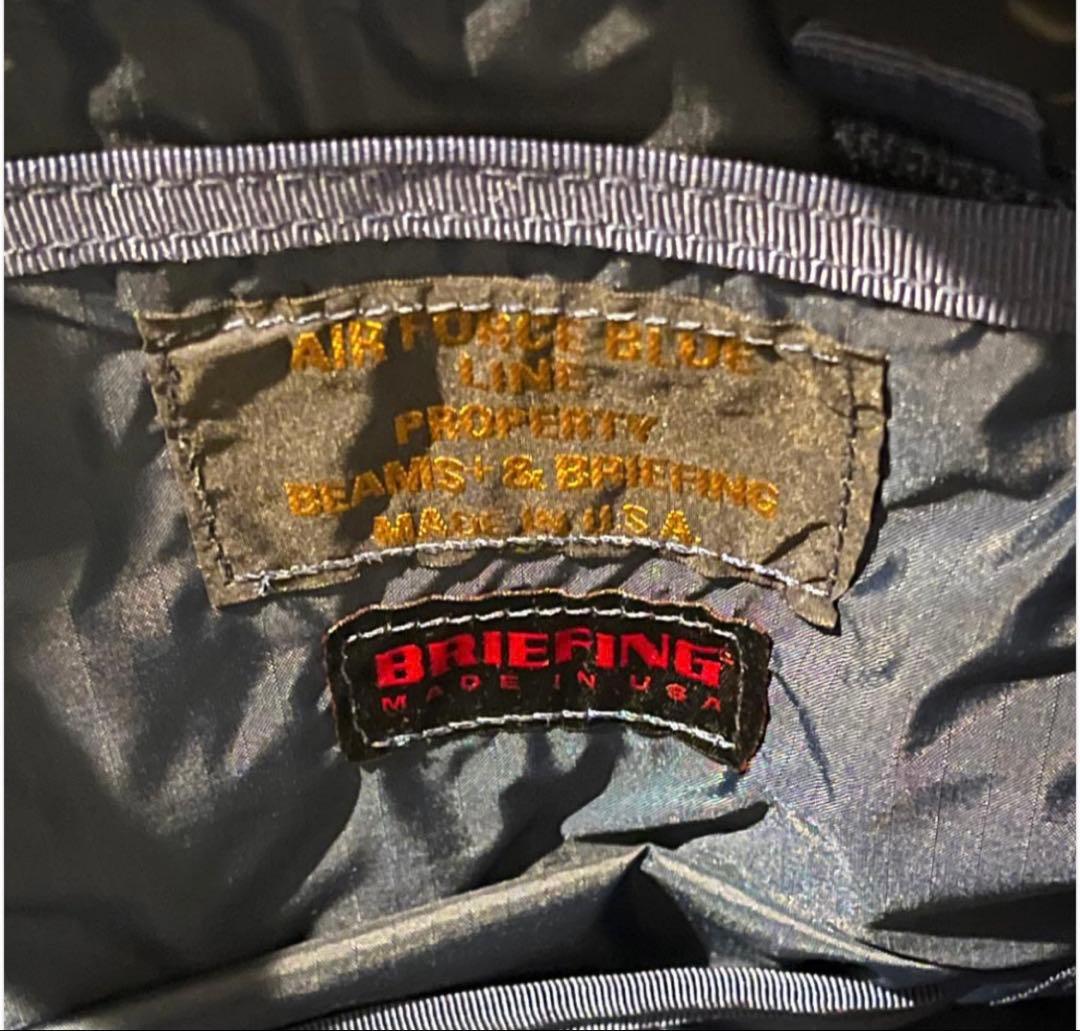 AIR FORCE BLUE
LINE
PROPERTY
BEAMS+ & BRIEFING
MADE IN U.S.A.
BRIEFING
MADE IN USA